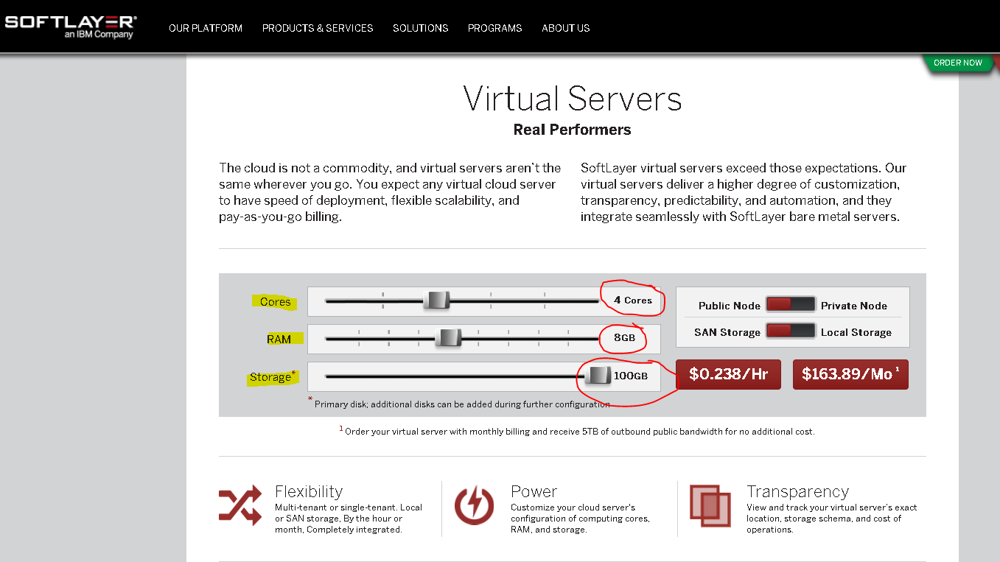 SOFTLAYER®
an IBM Company
OUR PLATFORM PRODUCTS & SERVICES SOLUTIONS PROGRAMS ABOUT US
ORDER NOW
Virtual Servers
Real Performers
The cloud is not a commodity, and virtual servers aren't the
same wherever you go. You expect any virtual cloud server
to have speed of deployment, flexible scalability, and
pay-as-you-go billing.
SoftLayer virtual servers exceed those expectations. Our
virtual servers deliver a higher degree of customization,
transparency, predictability, and automation, and they
integrate seamlessly with SoftLayer bare metal servers.
Cores 4 Cores
RAM 8GB
Storage* 100GB
* Primary disk; additional disks can be added during further configuration
Public Node Private Node
SAN Storage Local Storage
$0.238/Hr $163.89/Mo 1
1 Order your virtual server with monthly billing and receive 5TB of outbound public bandwidth for no additional cost.
Flexibility
Multi-tenant or single-tenant. Local
or SAN storage, By the hour or
month, Completely integrated.
Power
Customize your cloud server's
configuration of computing cores,
RAM, and storage.
Transparency
View and track your virtual server's exact
location, storage schema, and cost of
operations.